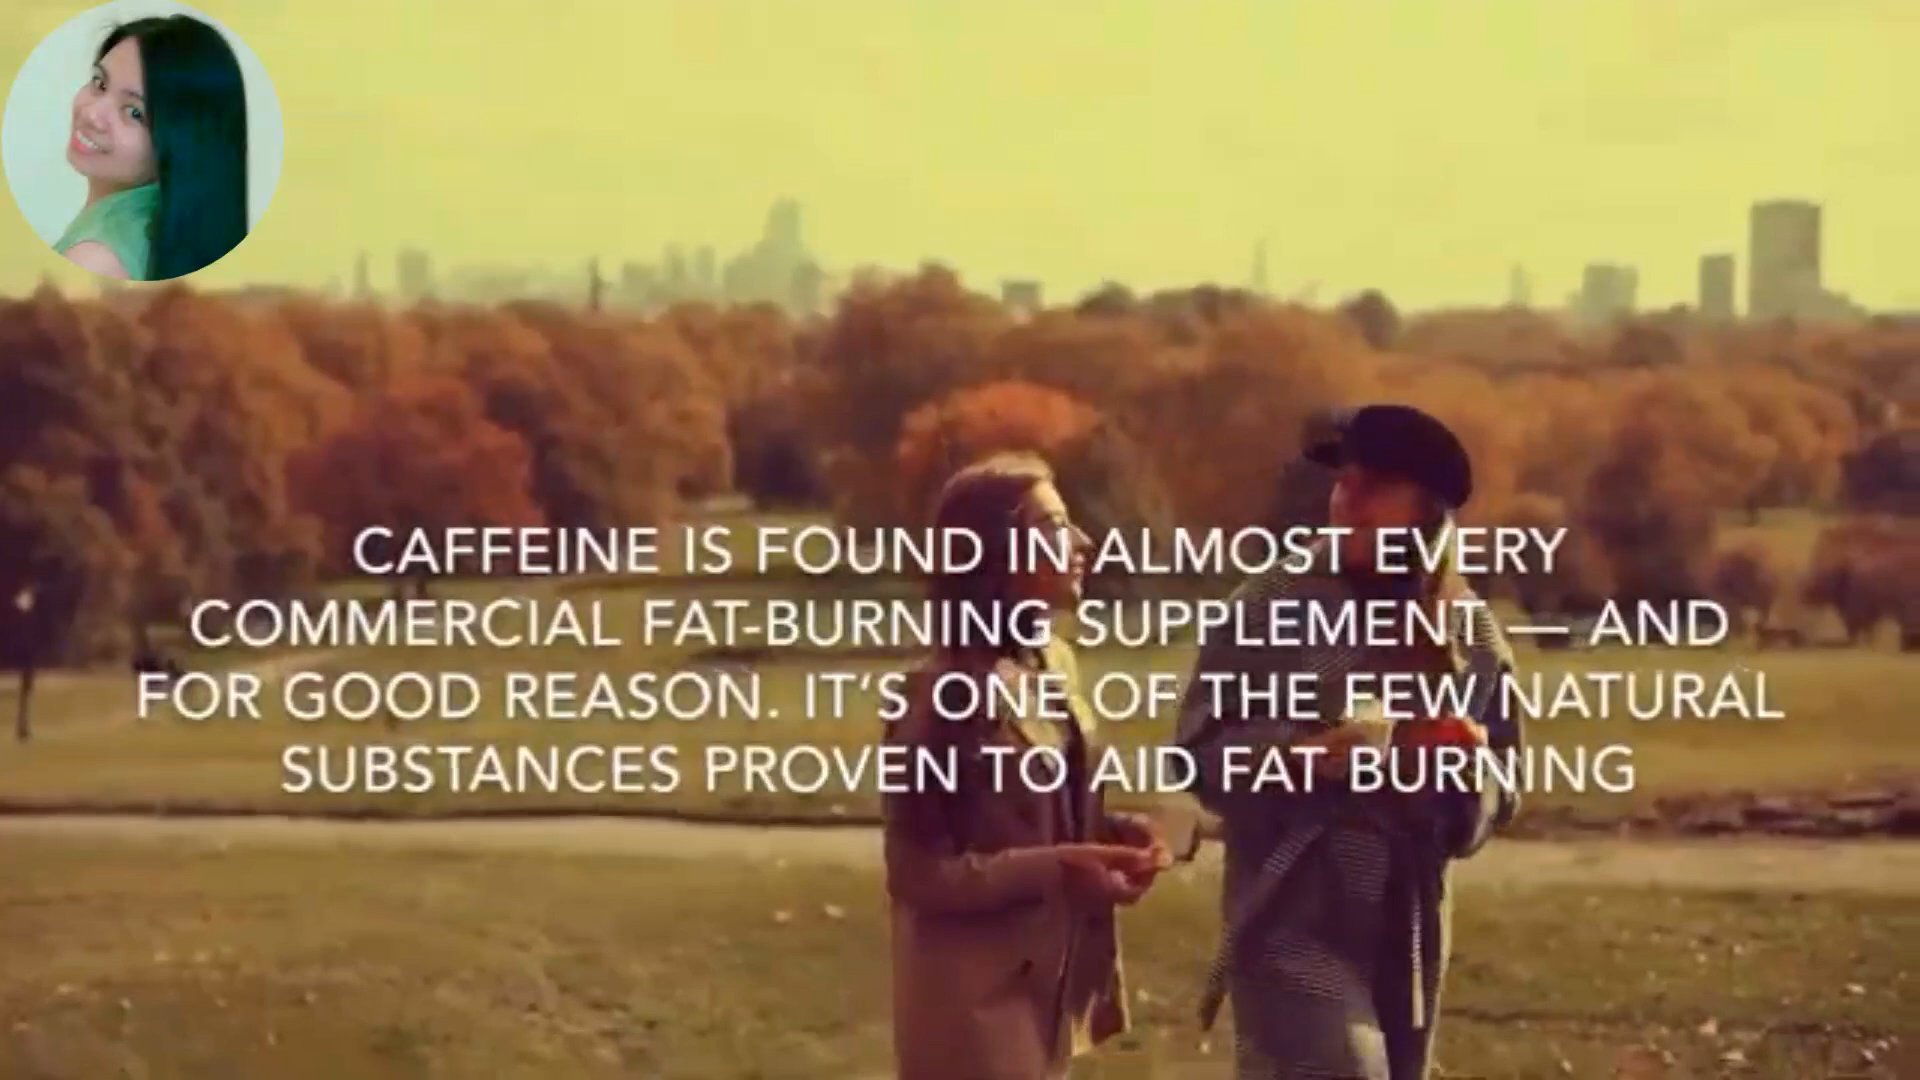 CAFFEINE IS FOUND IN ALMOST EVERY
COMMERCIAL FAT-BURNING SUPPLEMENT — AND
FOR GOOD REASON. IT’S ONE OF THE FEW NATURAL
SUBSTANCES PROVEN TO AID FAT BURNING